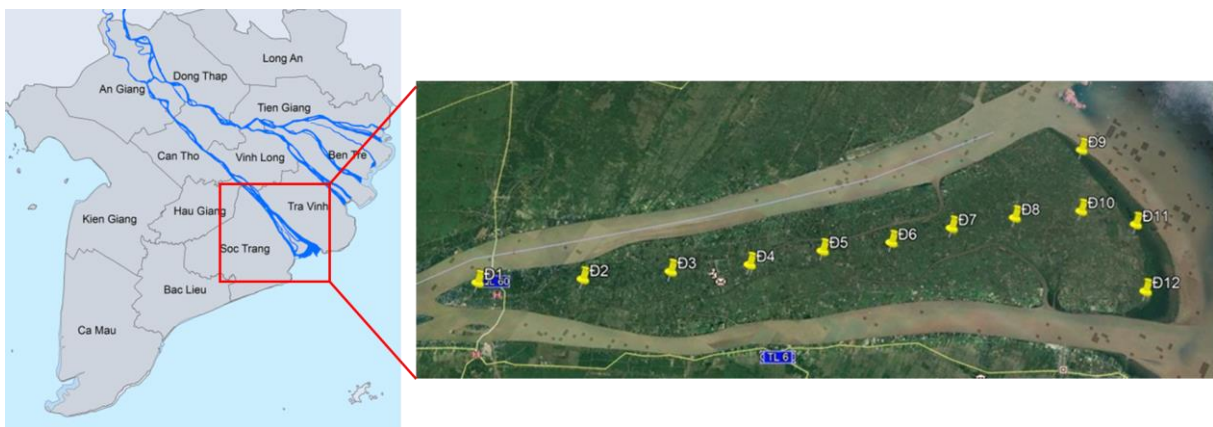 Long An
Dong Thap
An Giang
Tien Giang
Can Tho
Vinh Long
Ben Tre
Hau Giang
Tra Vinh
Kien Giang
Soc Trang
Bac Lieu
Ca Mau
Đ9
Đ11
Đ10
Đ8
Đ7
Đ6
Đ5
Đ4
Đ3
Đ2
Đ1
TL 60
Đ12
TL 6